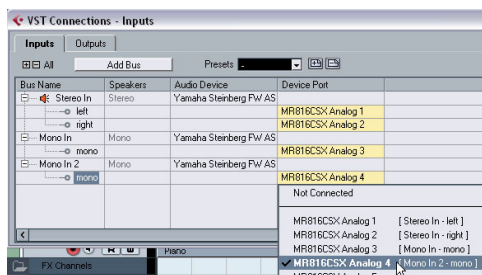 VST Connections - Inputs
Inputs Outputs
All Add Bus Presets -
Bus Name Speakers Audio Device Device Port
Stereo In Stereo Yamaha Steinberg FW AS
left MR816CSX Analog 1
right MR816CSX Analog 2
Mono In Mono Yamaha Steinberg FW AS
mono MR816CSX Analog 3
Mono In 2 Mono Yamaha Steinberg FW AS
mono MR816CSX Analog 4
Not Connected
MR816CSX Analog 1 [ Stereo In - left ]
MR816CSX Analog 2 [ Stereo In - right ]
MR816CSX Analog 3 [ Mono In - mono ]
MR816CSX Analog 4 [ Mono In 2 - mono ]
R W Piano
FX Channels